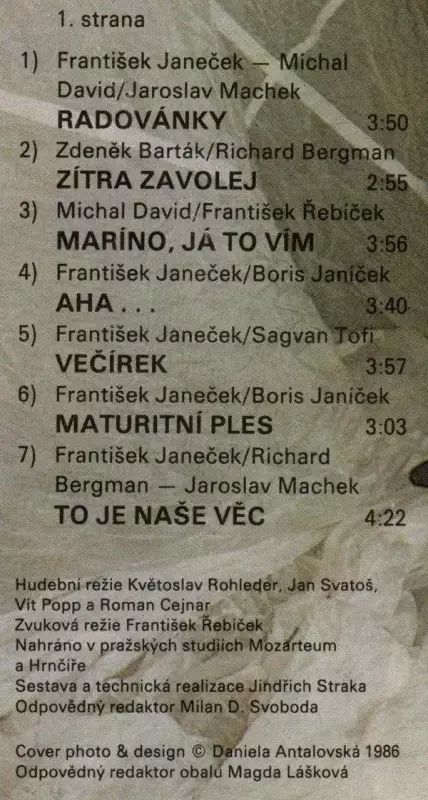 1. strana
1) František Janeček — Michal
David/Jaroslav Machek
RADOVÁNKY 3:50
2) Zdeněk Barták/Richard Bergman
ZÍTRA ZAVOLEJ 2:55
3) Michal David/František Řebíček
MARÍNO, JÁ TO VÍM 3:56
4) František Janeček/Boris Janíček
AHA . . . 3:40
5) František Janeček/Sagvan Tofi
VEČÍREK 3:57
6) František Janeček/Boris Janíček
MATURITNÍ PLES 3:03
7) František Janeček/Richard
Bergman — Jaroslav Machek
TO JE NAŠE VĚC 4:22
Hudební režie Květoslav Rohleder, Jan Svatoš,
Vít Popp a Roman Cejnar
Zvuková režie František Řebíček
Nahráno v pražských studiích Mozarteum
a Hrnčíře
Sestava a technická realizace Jindřich Straka
Odpovědný redaktor Milan D. Svoboda
Cover photo & design © Daniela Antalovská 1986
Odpovědný redaktor obalu Magda Lášková